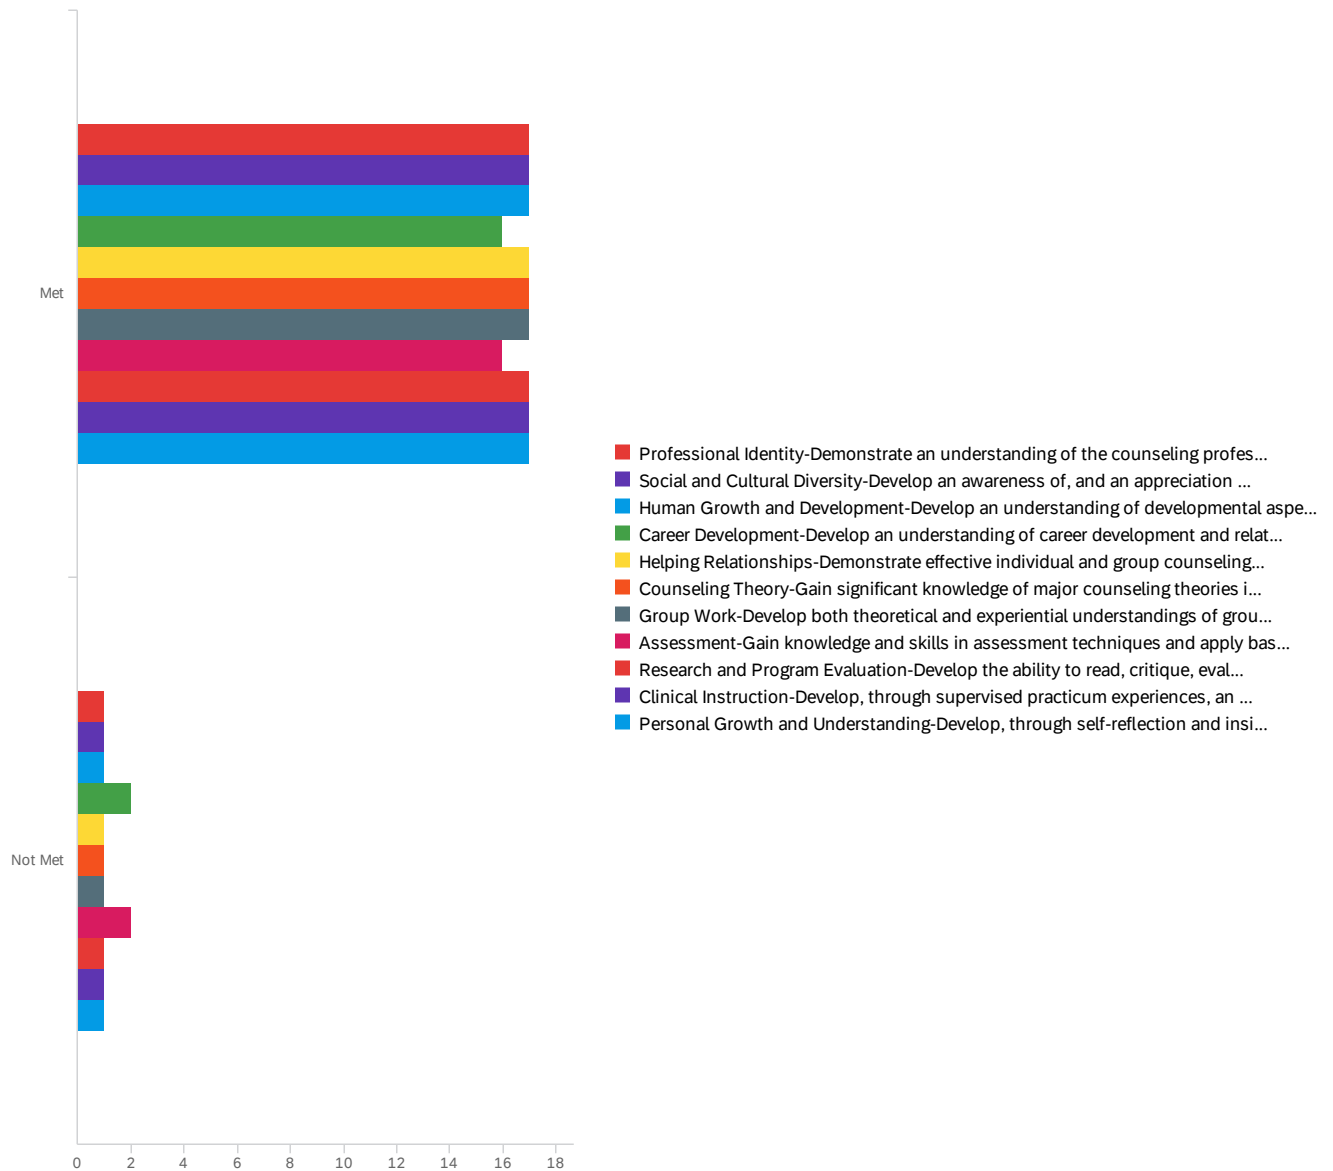 Met
Not Met
Professional Identity-Demonstrate an understanding of the counseling profes...
Social and Cultural Diversity-Develop an awareness of, and an appreciation ...
Human Growth and Development-Develop an understanding of developmental aspe...
Career Development-Develop an understanding of career development and relat...
Helping Relationships-Demonstrate effective individual and group counseling...
Counseling Theory-Gain significant knowledge of major counseling theories i...
Group Work-Develop both theoretical and experiential understandings of grou...
Assessment-Gain knowledge and skills in assessment techniques and apply bas...
Research and Program Evaluation-Develop the ability to read, critique, eval...
Clinical Instruction-Develop, through supervised practicum experiences, an ...
Personal Growth and Understanding-Develop, through self-reflection and insi...
0 2 4 6 8 10 12 14 16 18